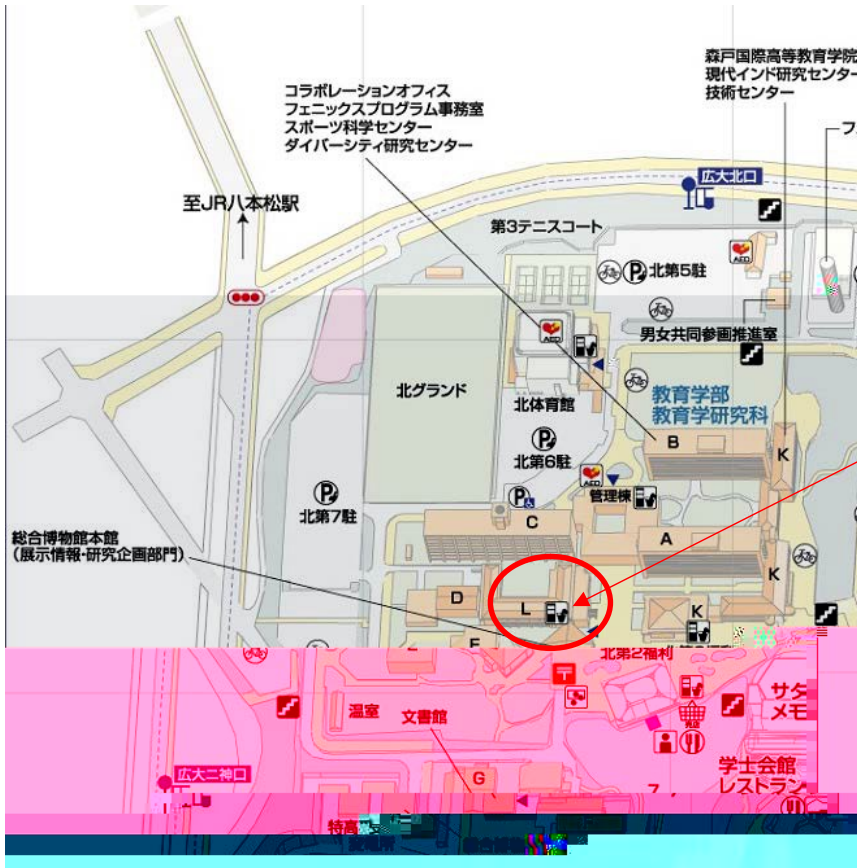 コラボレーションオフィス
フェニックスプログラム事務室
スポーツ科学センター
ダイバーシティ研究センター
森戸国際高等教育学院
現代インド研究センター
技術センター
フ
広大北口
至JR八本松駅
第3テニスコート
AED
P 北第5駐
男女共同参画推進室
AED
北グランド
北体育館
教育学部
教育学研究科
B
K
P
北第6駐
P
北第7駐
AED
管理棟
P
C
A
K
総合博物館本館
(展示情報・研究企画部門)
D
L
K
北第2福利
〒
サタ
メモ
温室
文書館
売店
広大二神口
G
学士会館
レストラン
特高